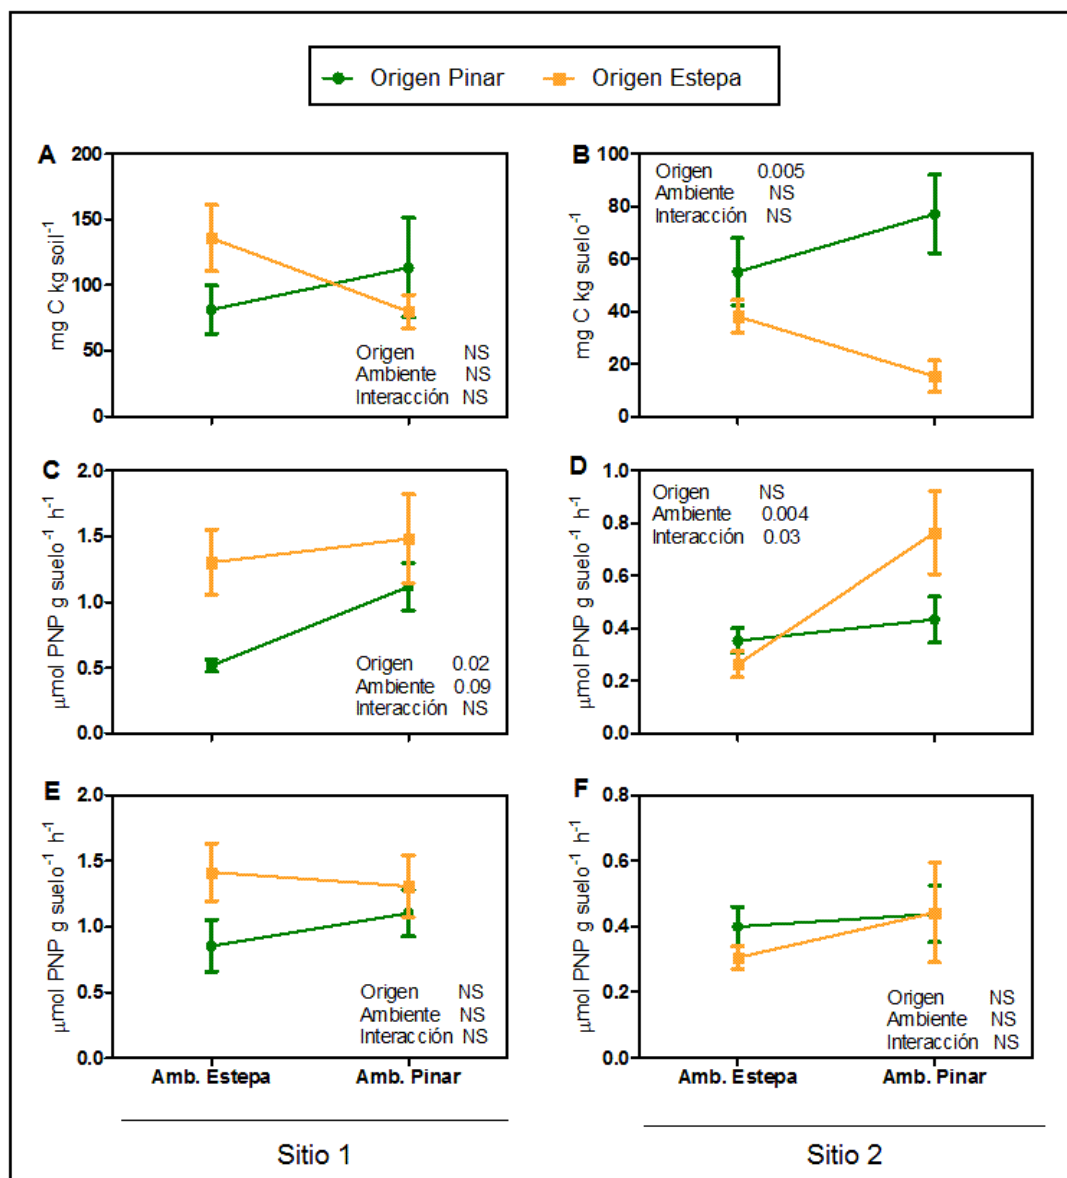 Origen Pinar Origen Estepa
A
mg C kg soil⁻¹
200
150
100
50
0
Origen NS
Ambiente NS
Interacción NS
B
mg C kg suelo⁻¹
100
80
60
40
20
0
Origen 0.005
Ambiente NS
Interacción NS
C
µmol PNP g suelo⁻¹ h⁻¹
2.0
1.5
1.0
0.5
0.0
Origen 0.02
Ambiente 0.09
Interacción NS
D
µmol PNP g suelo⁻¹ h⁻¹
1.0
0.8
0.6
0.4
0.2
0.0
Origen NS
Ambiente 0.004
Interacción 0.03
E
µmol PNP g suelo⁻¹ h⁻¹
2.0
1.5
1.0
0.5
0.0
Origen NS
Ambiente NS
Interacción NS
Amb. Estepa Amb. Pinar
F
µmol PNP g suelo⁻¹ h⁻¹
0.8
0.6
0.4
0.2
0.0
Origen NS
Ambiente NS
Interacción NS
Amb. Estepa Amb. Pinar
Sitio 1 Sitio 2